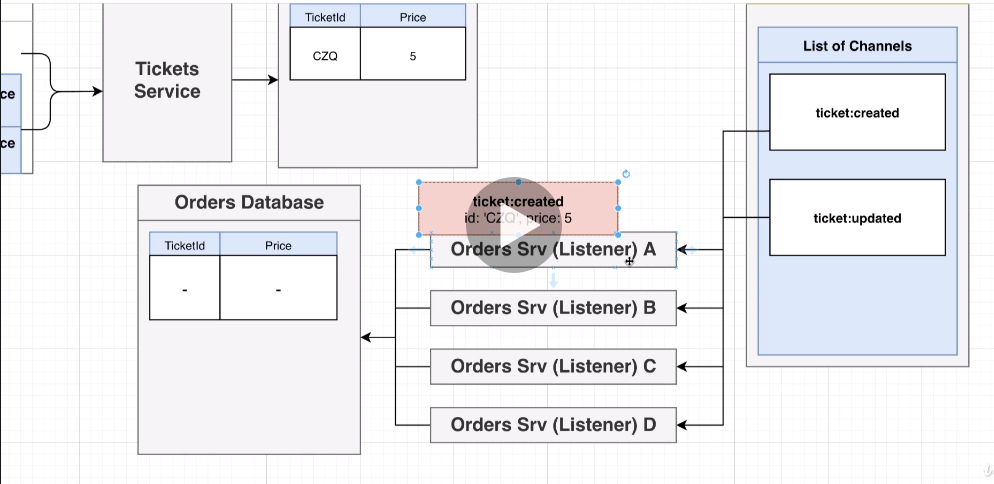 TicketId Price
CZQ 5
Tickets
Service
ce
ce
List of Channels
ticket:created
ticket:updated
ticket:created
id: 'CZQ', price: 5
Orders Database
TicketId Price
- -
Orders Srv (Listener) A
Orders Srv (Listener) B
Orders Srv (Listener) C
Orders Srv (Listener) D